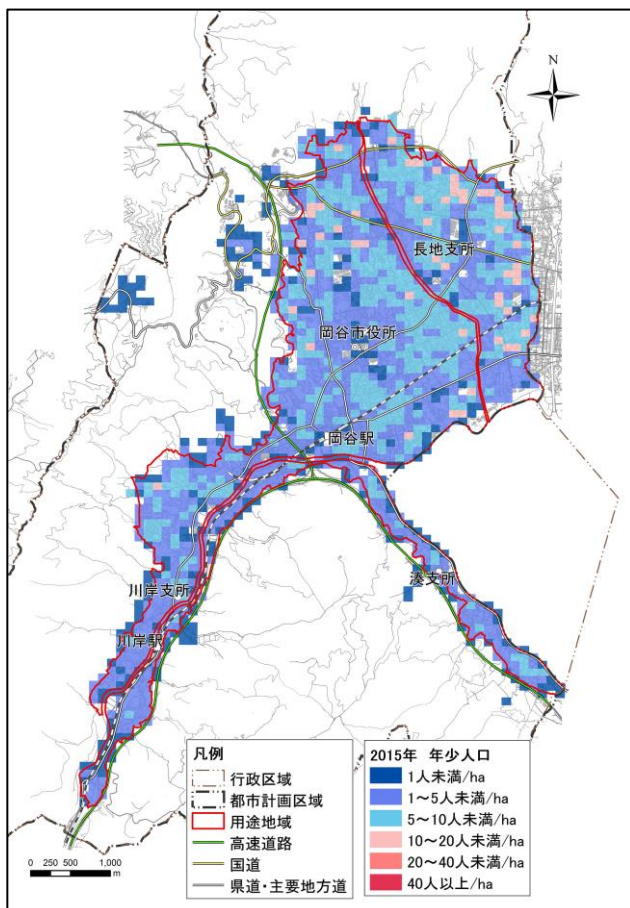 N
長地支所
岡谷市役所
岡谷駅
川岸支所
湊支所
川岸駅
凡例
行政区域
都市計画区域
用途地域
高速道路
国道
県道・主要地方道
2015年 年少人口
1人未満/ha
1～5人未満/ha
5～10人未満/ha
10～20人未満/ha
20～40人未満/ha
40人以上/ha
0 250 500 1,000
m